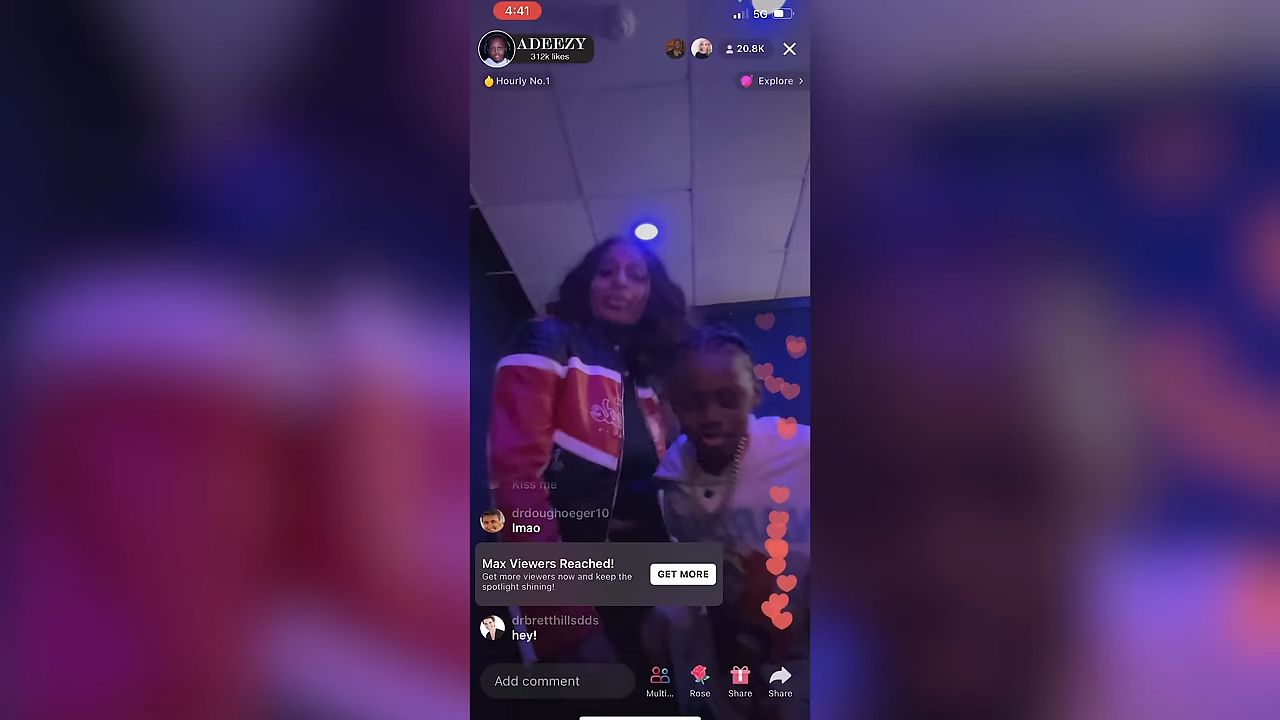 4:41
5G
ADEEZY
312k likes
20.8K
Hourly No.1
Explore
Kiss me
drdoughoeger10
lmao
Max Viewers Reached!
Get more viewers now and keep the
spotlight shining!
GET MORE
drbretthillsdds
hey!
Add comment
Multi...
Rose
Share
Share